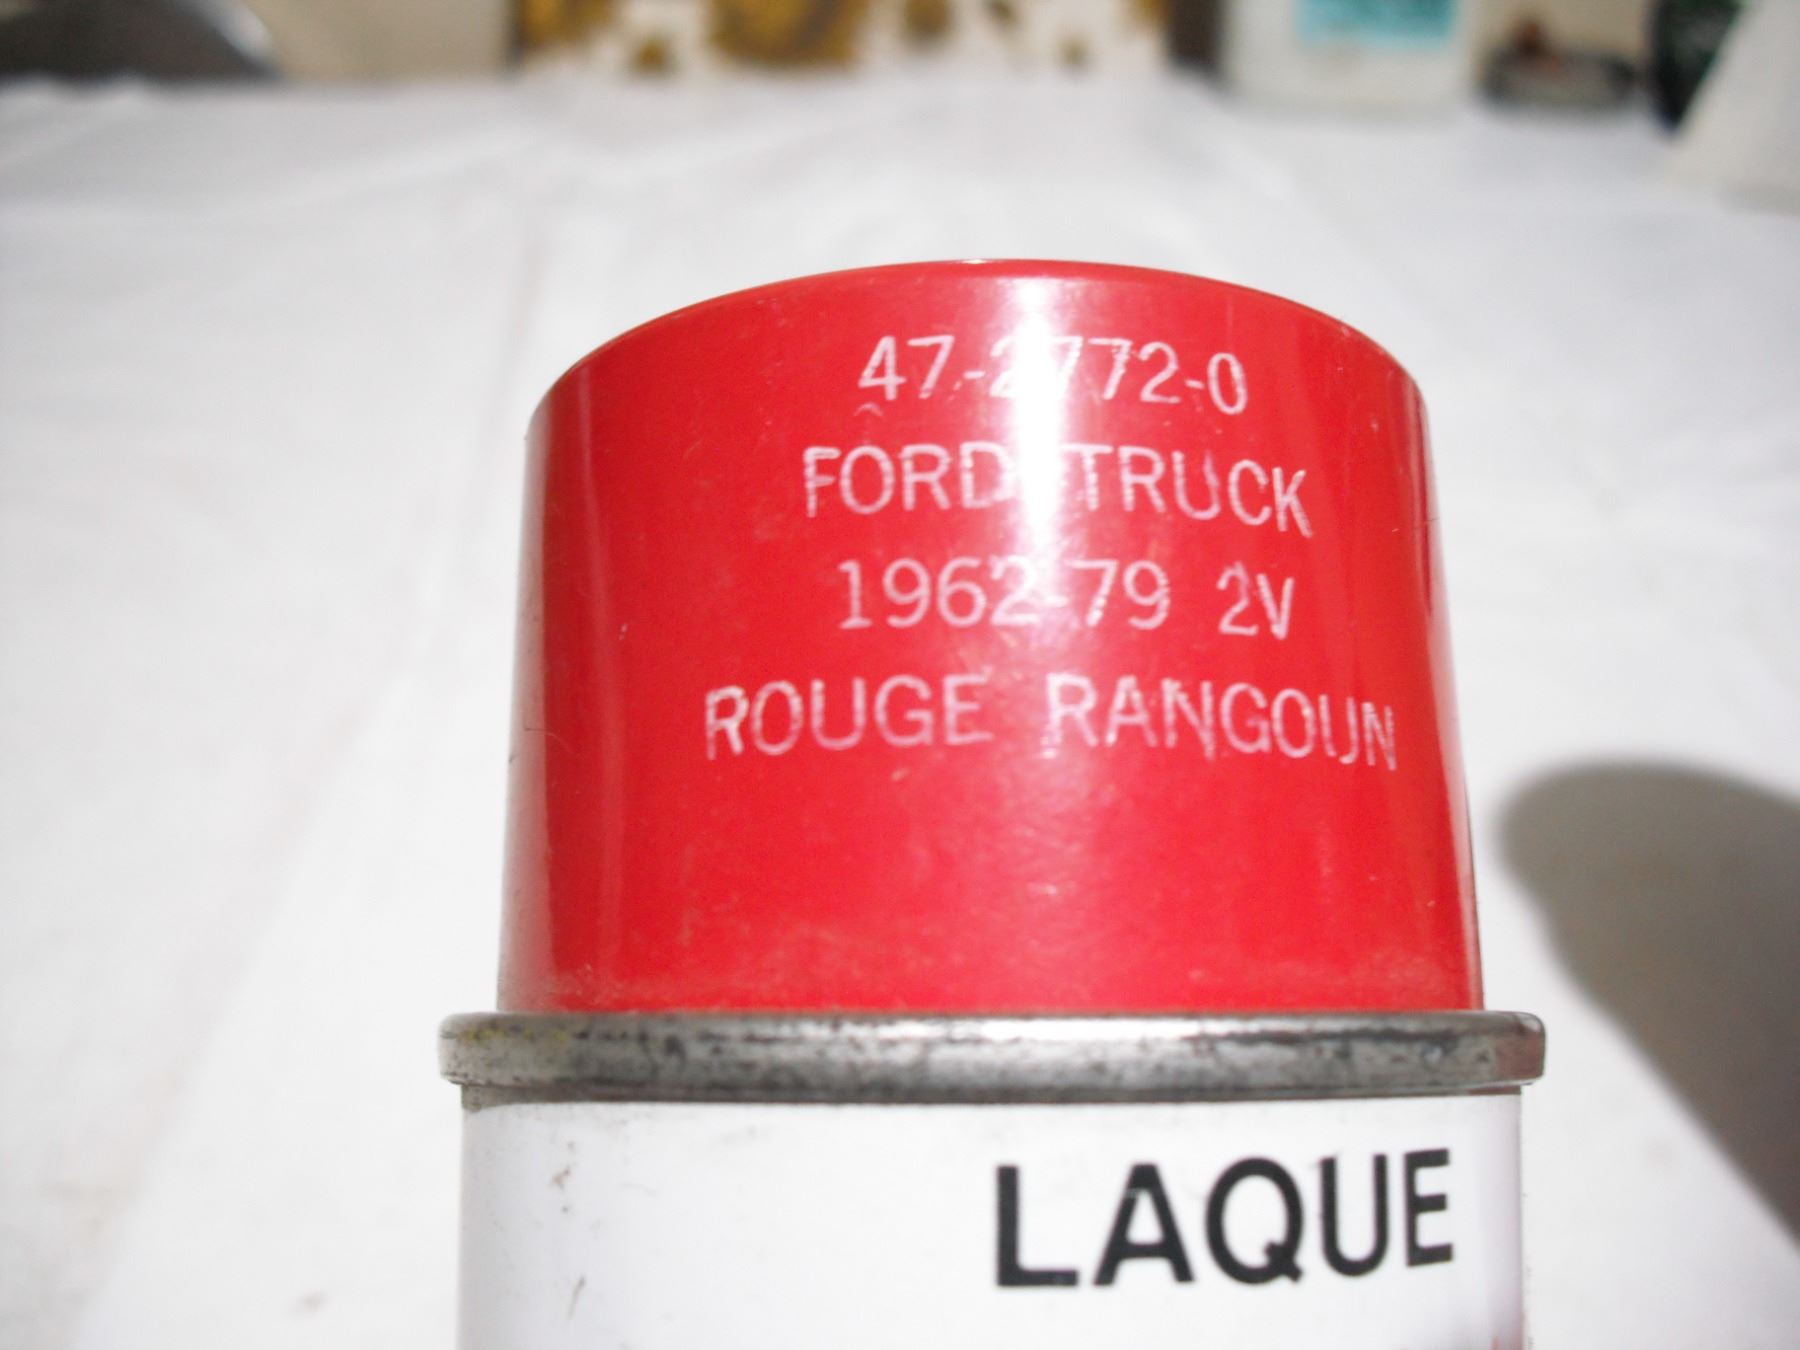 47-2772-0
FORD TRUCK
1962-79 2V
ROUGE RANGOUN
LAQUE